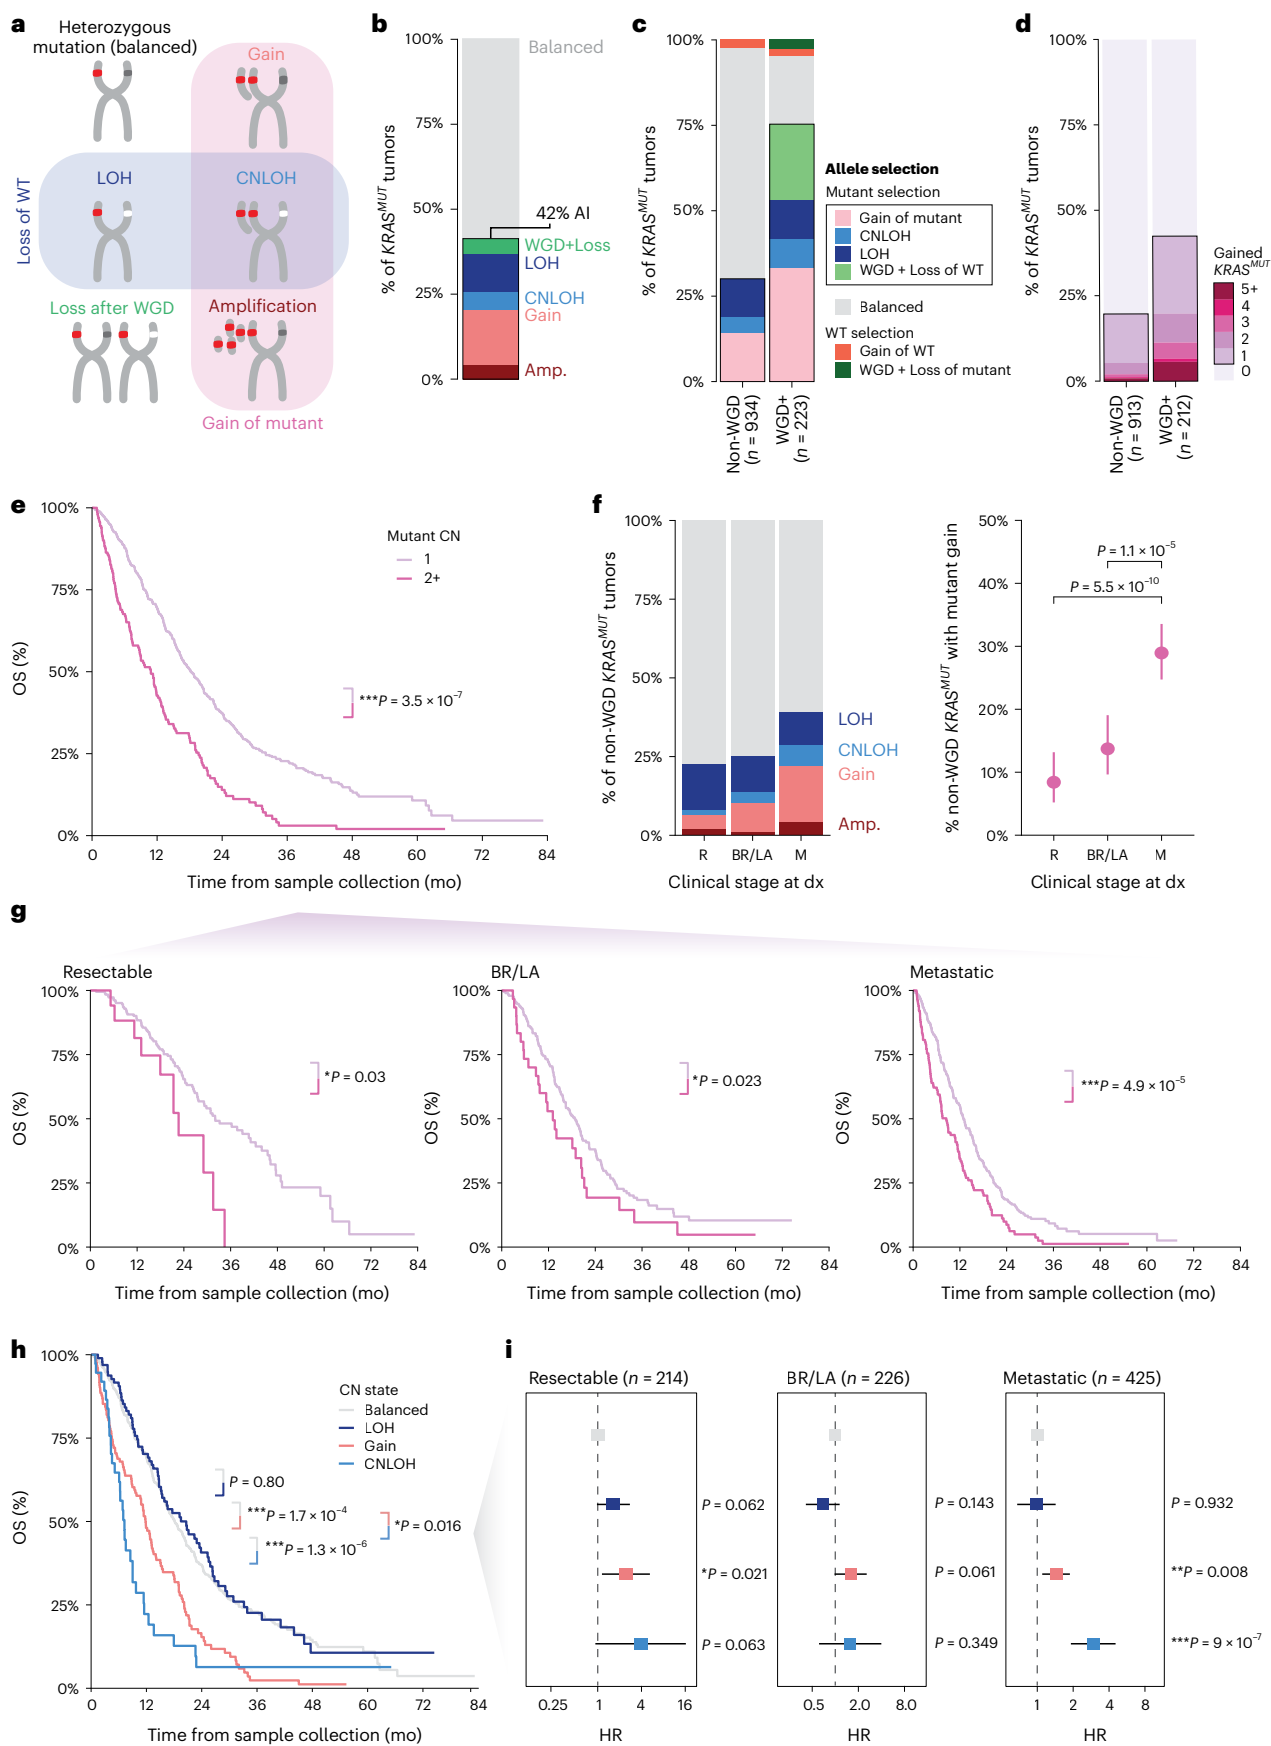 a
Heterozygous
mutation (balanced)
Gain
LOH
CNLOH
Loss of WT
Loss after WGD
Amplification
Gain of mutant
b
% of KRAS^MUT tumors
100%
75%
50%
25%
0%
Balanced
42% AI
WGD+Loss
LOH
CNLOH
Gain
Amp.
c
% of KRAS^MUT tumors
100%
75%
50%
25%
0%
Non-WGD
(n = 934)
WGD+
(n = 223)
Allele selection
Mutant selection
Gain of mutant
CNLOH
LOH
WGD + Loss of WT
Balanced
WT selection
Gain of WT
WGD + Loss of mutant
d
% of KRAS^MUT tumors
100%
75%
50%
25%
0%
Non-WGD
(n = 913)
WGD+
(n = 212)
Gained
KRAS^MUT
5+
4
3
2
1
0
e
OS (%)
100%
75%
50%
25%
0%
Mutant CN
1
2+
***P = 3.5 × 10⁻⁷
0 12 24 36 48 60 72 84
Time from sample collection (mo)
f
% of non-WGD KRAS^MUT tumors
100%
75%
50%
25%
0%
LOH
CNLOH
Gain
Amp.
R BR/LA M
Clinical stage at dx
% non-WGD KRAS^MUT with mutant gain
50%
40%
30%
20%
10%
0%
P = 1.1 × 10⁻⁵
P = 5.5 × 10⁻¹⁰
R BR/LA M
Clinical stage at dx
g
Resectable
OS (%)
100%
75%
50%
25%
0%
*P = 0.03
0 12 24 36 48 60 72 84
Time from sample collection (mo)
BR/LA
OS (%)
100%
75%
50%
25%
0%
*P = 0.023
0 12 24 36 48 60 72 84
Time from sample collection (mo)
Metastatic
OS (%)
100%
75%
50%
25%
0%
***P = 4.9 × 10⁻⁵
0 12 24 36 48 60 72 84
Time from sample collection (mo)
h
OS (%)
100%
75%
50%
25%
0%
CN state
Balanced
LOH
Gain
CNLOH
P = 0.80
***P = 1.7 × 10⁻⁴
*P = 0.016
***P = 1.3 × 10⁻⁶
0 12 24 36 48 60 72 84
Time from sample collection (mo)
i
Resectable (n = 214)
P = 0.062
*P = 0.021
P = 0.063
0.25 1 4 16
HR
BR/LA (n = 226)
P = 0.143
P = 0.061
P = 0.349
0.5 2.0 8.0
HR
Metastatic (n = 425)
P = 0.932
**P = 0.008
***P = 9 × 10⁻⁷
1 2 4 8
HR